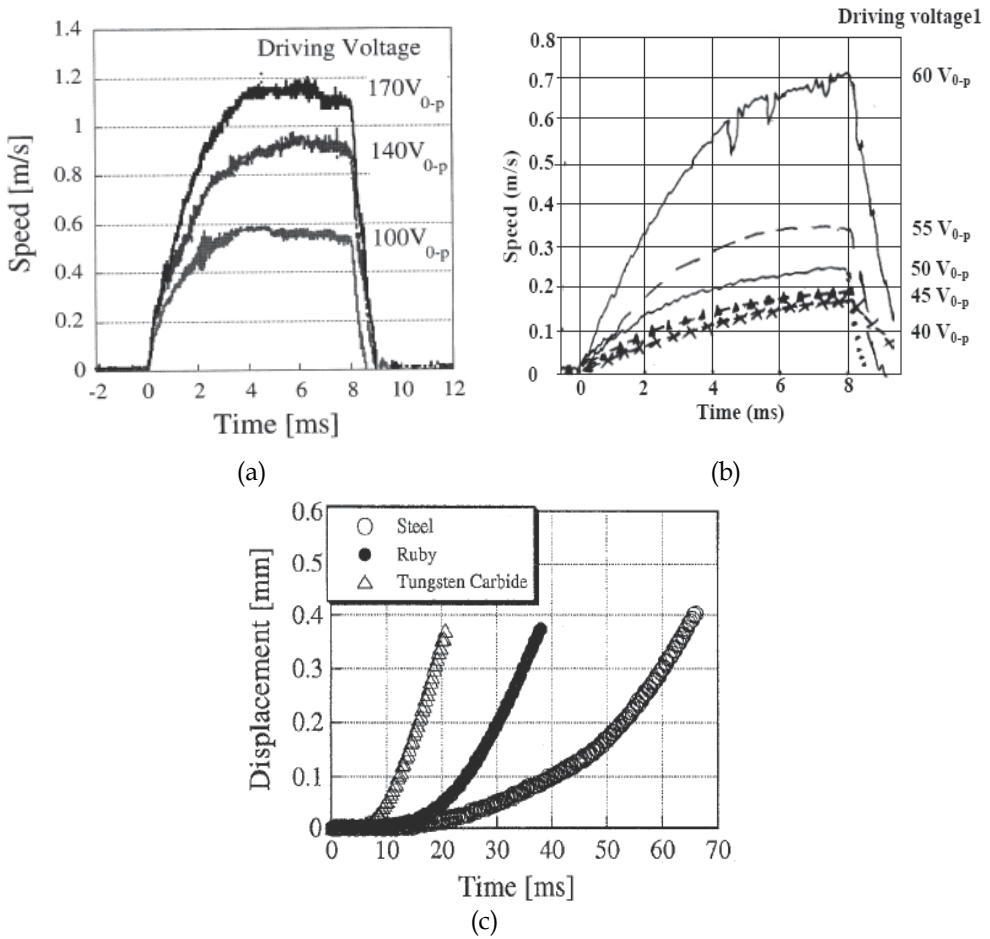 Driving Voltage
170V0-p
140V0-p
100V0-p
Speed [m/s]
1.4
1.2
1
0.8
0.6
0.4
0.2
0
-2 0 2 4 6 8 10 12
Time [ms]
(a)
Driving voltage1
60 V0-p
55 V0-p
50 V0-p
45 V0-p
40 V0-p
Speed (m/s)
0.8
0.7
0.6
0.5
0.4
0.3
0.2
0.1
0
0 2 4 6 8
Time (ms)
(b)
Steel
Ruby
Tungsten Carbide
Displacement [mm]
0.6
0.5
0.4
0.3
0.2
0.1
0
0 10 20 30 40 50 60 70
Time [ms]
(c)